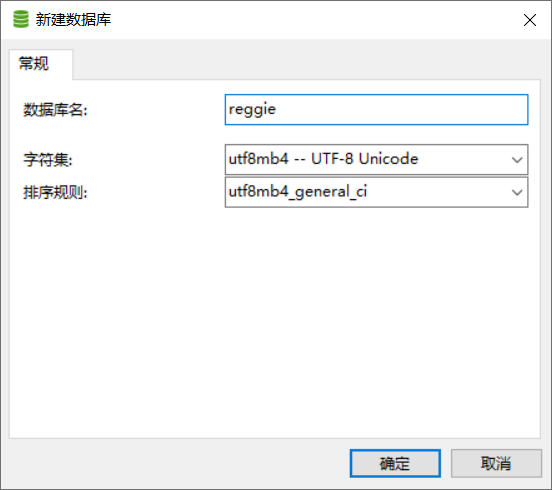 新建数据库
常规
数据库名: reggie
字符集: utf8mb4 -- UTF-8 Unicode
排序规则: utf8mb4_general_ci
确定 取消